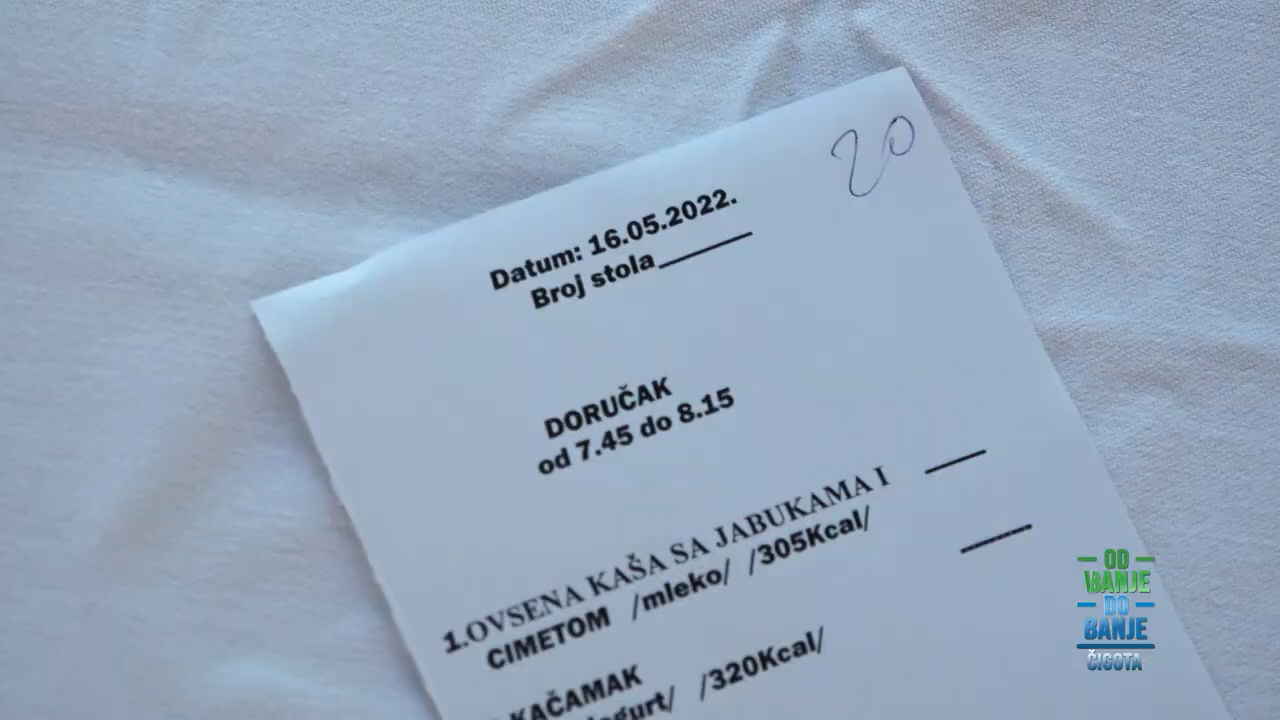 20
Datum: 16.05.2022.
Broj stola
DORUČAK
od 7.45 do 8.15
1.OVSENA KAŠA SA JABUKAMA I
CIMETOM /mleko/ /305Kcal/
KAČAMAK
/320Kcal/
OD
BANJE
DO
BANJE
ČIGOTA